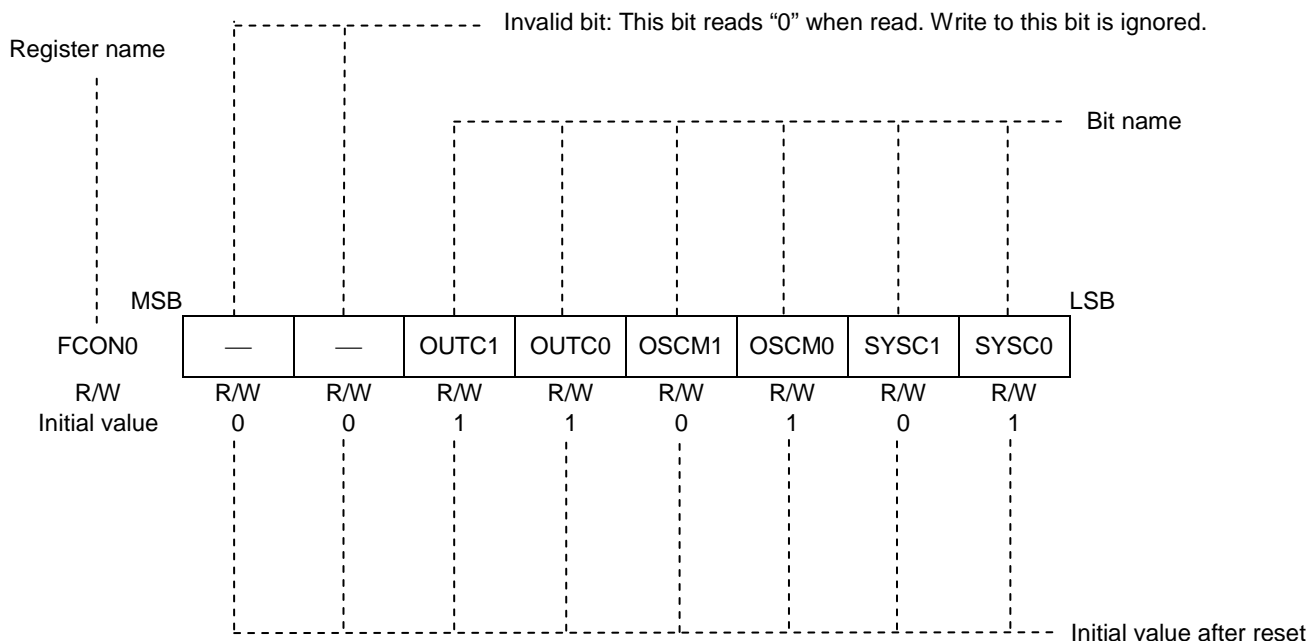 Invalid bit: This bit reads “0” when read. Write to this bit is ignored.
Register name
Bit name
MSB LSB
FCON0 — — OUTC1 OUTC0 OSCM1 OSCM0 SYSC1 SYSC0
R/W R/W R/W R/W R/W R/W R/W R/W R/W
Initial value 0 0 1 1 0 1 0 1
Initial value after reset